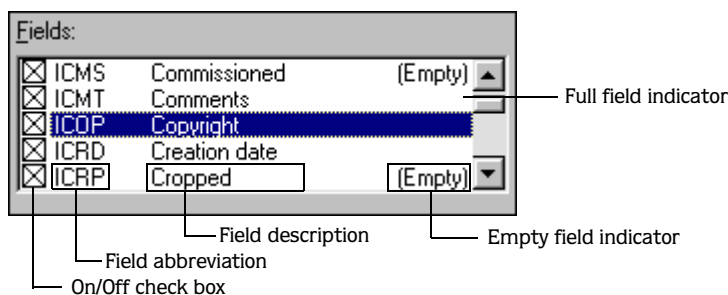 Fields:
ICMS Commissioned (Empty)
ICMT Comments
Full field indicator
ICOP Copyright
ICRD Creation date
ICRP Cropped (Empty)
Field description
Empty field indicator
Field abbreviation
On/Off check box